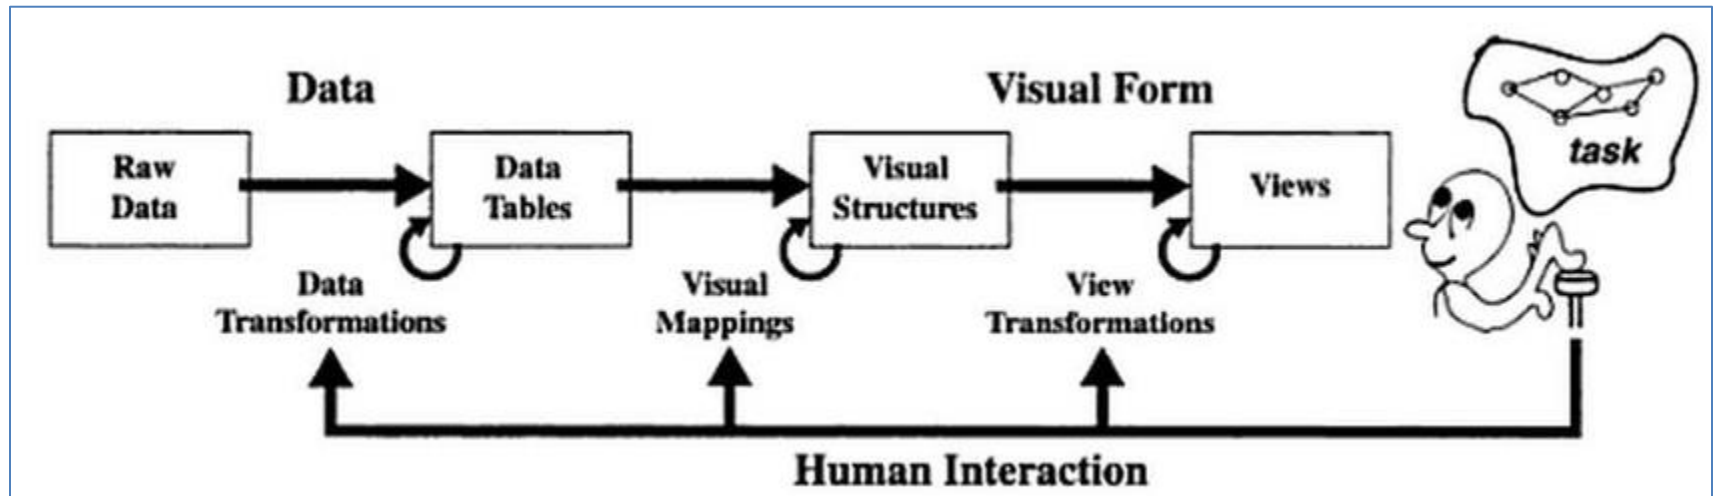 Data
Visual Form
Raw
Data
Data
Tables
Visual
Structures
Views
task
Data
Transformations
Visual
Mappings
View
Transformations
Human Interaction